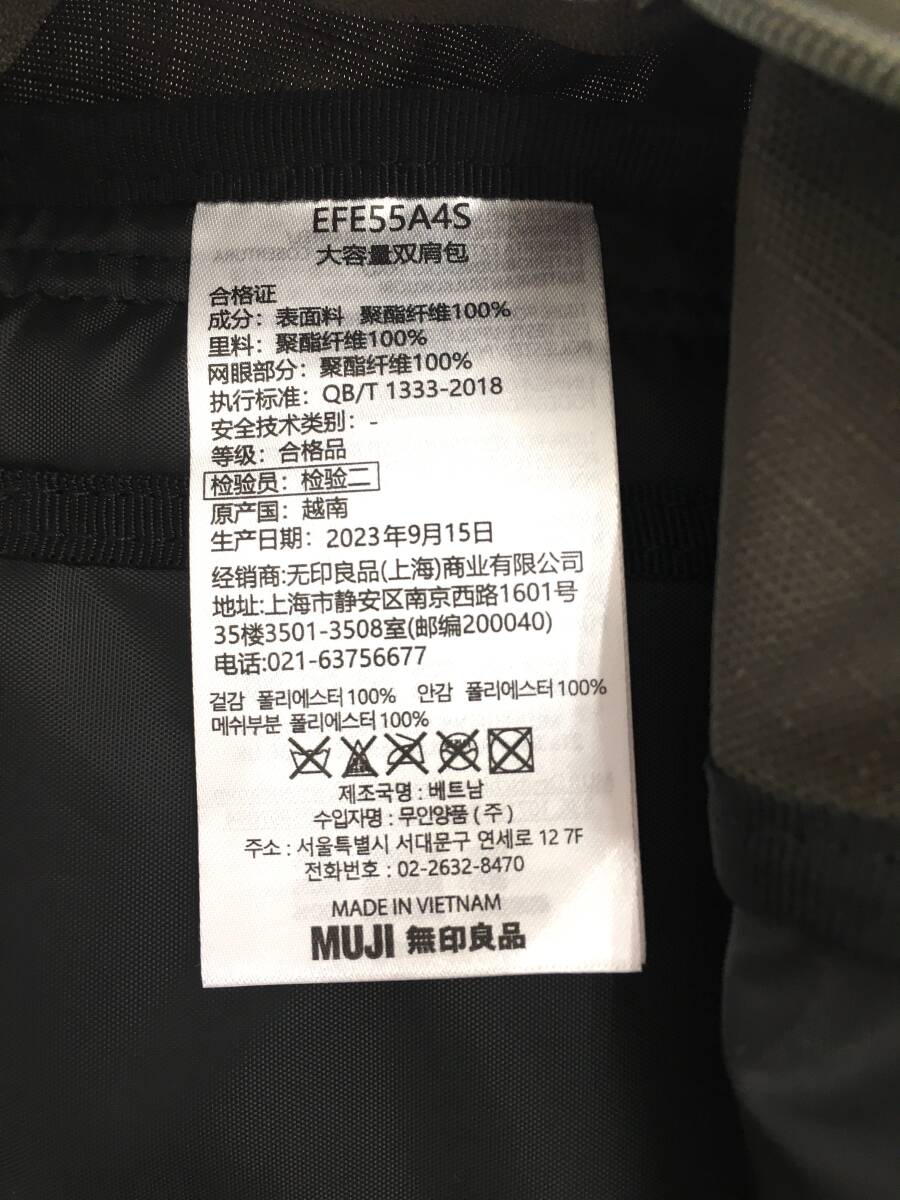 EFE55A4S
大容量双肩包
合格证
成分：表面料 聚酯纤维100%
里料：聚酯纤维100%
网眼部分：聚酯纤维100%
执行标准：QB/T 1333-2018
安全技术类别：-
等级：合格品
检验员：检验二
原产国：越南
生产日期：2023年9月15日
经销商:无印良品(上海)商业有限公司
地址:上海市静安区南京西路1601号
35楼3501-3508室(邮编200040)
电话:021-63756677
겉감 폴리에스터100% 안감 폴리에스터100%
메쉬부분 폴리에스터100%
제조국명 : 베트남
수입자명 : 무인양품 ( 주 )
주소 : 서울특별시 서대문구 연세로 12 7F
전화번호 : 02-2632-8470
MADE IN VIETNAM
MUJI 無印良品